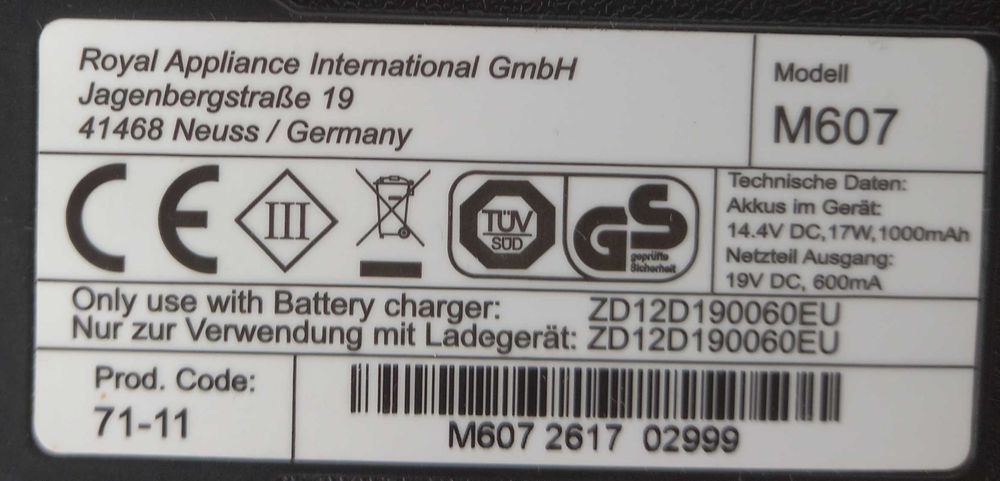 Royal Appliance International GmbH
Jagenbergstraße 19
41468 Neuss / Germany
Modell
M607
CE
III
TÜV
SÜD
GS
geprüfte
Sicherheit
Technische Daten:
Akkus im Gerät:
14.4V DC,17W,1000mAh
Netzteil Ausgang:
19V DC, 600mA
Only use with Battery charger: ZD12D190060EU
Nur zur Verwendung mit Ladegerät: ZD12D190060EU
Prod. Code:
71-11
M607 2617 02999